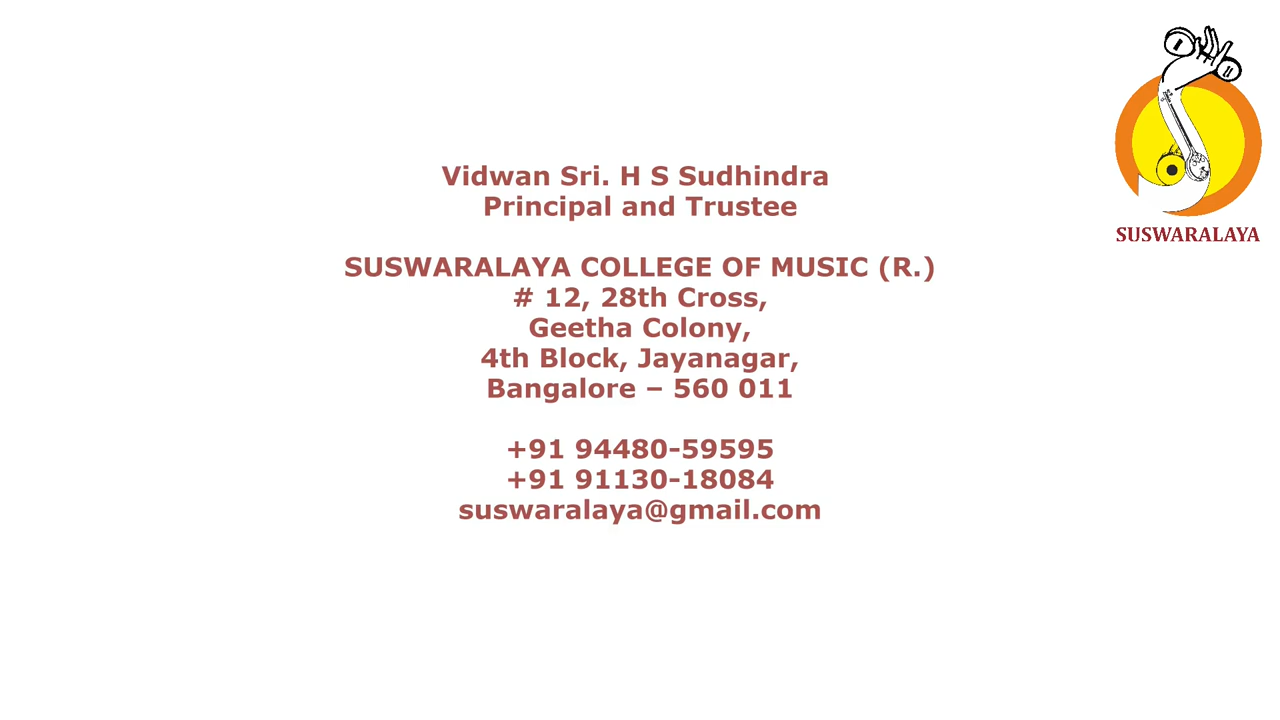 Vidwan Sri. H S Sudhindra
Principal and Trustee
SUSWARALAYA COLLEGE OF MUSIC (R.)
# 12, 28th Cross,
Geetha Colony,
4th Block, Jayanagar,
Bangalore – 560 011
+91 94480-59595
+91 91130-18084
suswaralaya@gmail.com
SUSWARALAYA